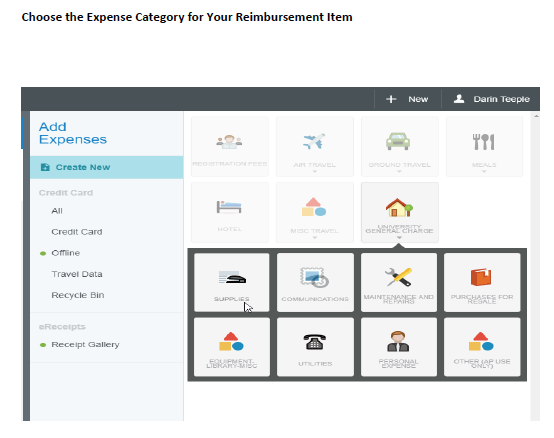 Choose the Expense Category for Your Reimbursement Item
+ New
Darin Teeple
Add
Expenses
Create New
Credit Card
All
Credit Card
Offline
Travel Data
Recycle Bin
eReceipts
Receipt Gallery
REGISTRATION FEES
AIR TRAVEL
GROUND TRAVEL
MEALS
HOTEL
MISC TRAVEL
UNIVERSITY
GENERAL CHARGE
SUPPLIES
COMMUNICATIONS
MAINTENANCE AND
REPAIRS
PURCHASES FOR
RESALE
EQUIPMENT-
LIBRARY-MISC
UTILITIES
PERSONAL
EXPENSE
OTHER (AP USE
ONLY)